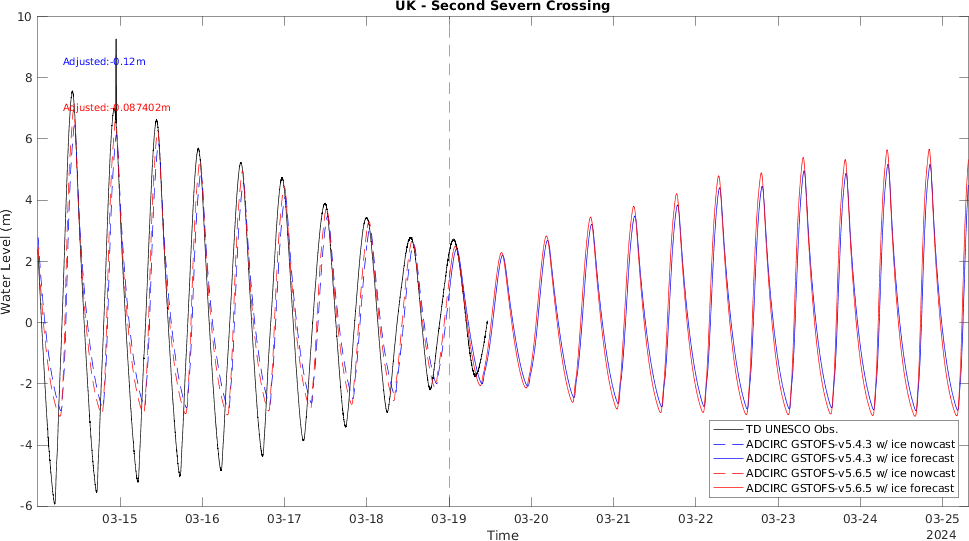 UK - Second Severn Crossing
10
8
6
4
2
0
-2
-4
-6
Water Level (m)
Adjusted:-0.12m
Adjusted:-0.087402m
TD UNESCO Obs.
ADCIRC GSTOFS-v5.4.3 w/ ice nowcast
ADCIRC GSTOFS-v5.4.3 w/ ice forecast
ADCIRC GSTOFS-v5.6.5 w/ ice nowcast
ADCIRC GSTOFS-v5.6.5 w/ ice forecast
03-15 03-16 03-17 03-18 03-19 03-20 03-21 03-22 03-23 03-24 03-25
2024
Time